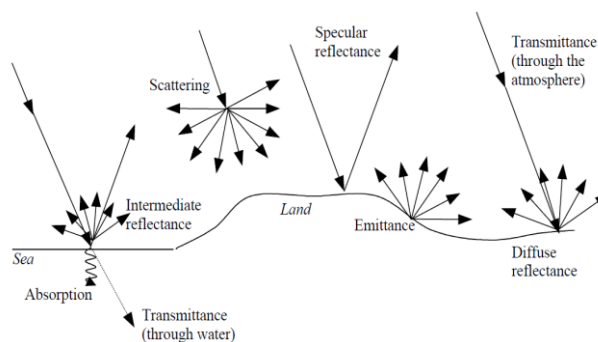 Specular
reflectance
Scattering
Transmittance
(through the
atmosphere)
Intermediate
reflectance
Land
Emittance
Sea
Diffuse
reflectance
Absorption
Transmittance
(through water)